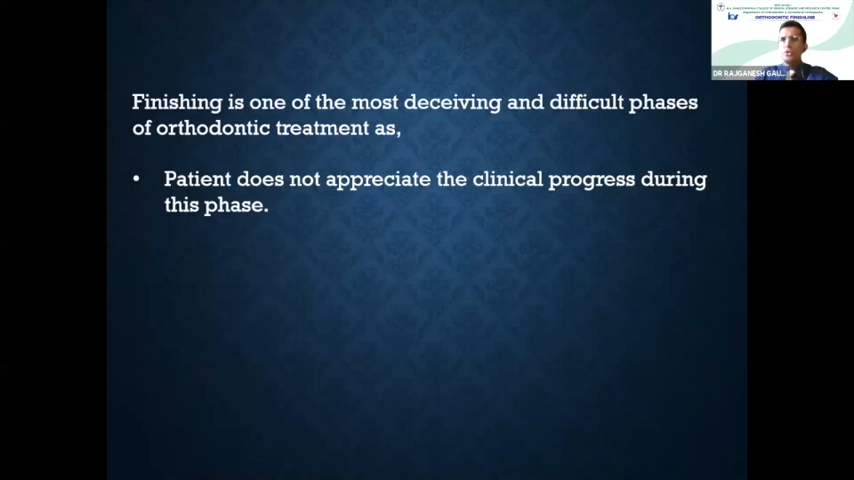 Finishing is one of the most deceiving and difficult phases
of orthodontic treatment as,
• Patient does not appreciate the clinical progress during
this phase.
ORTHODONTIC FINISHLINE
DR RAJGANESH GAU...